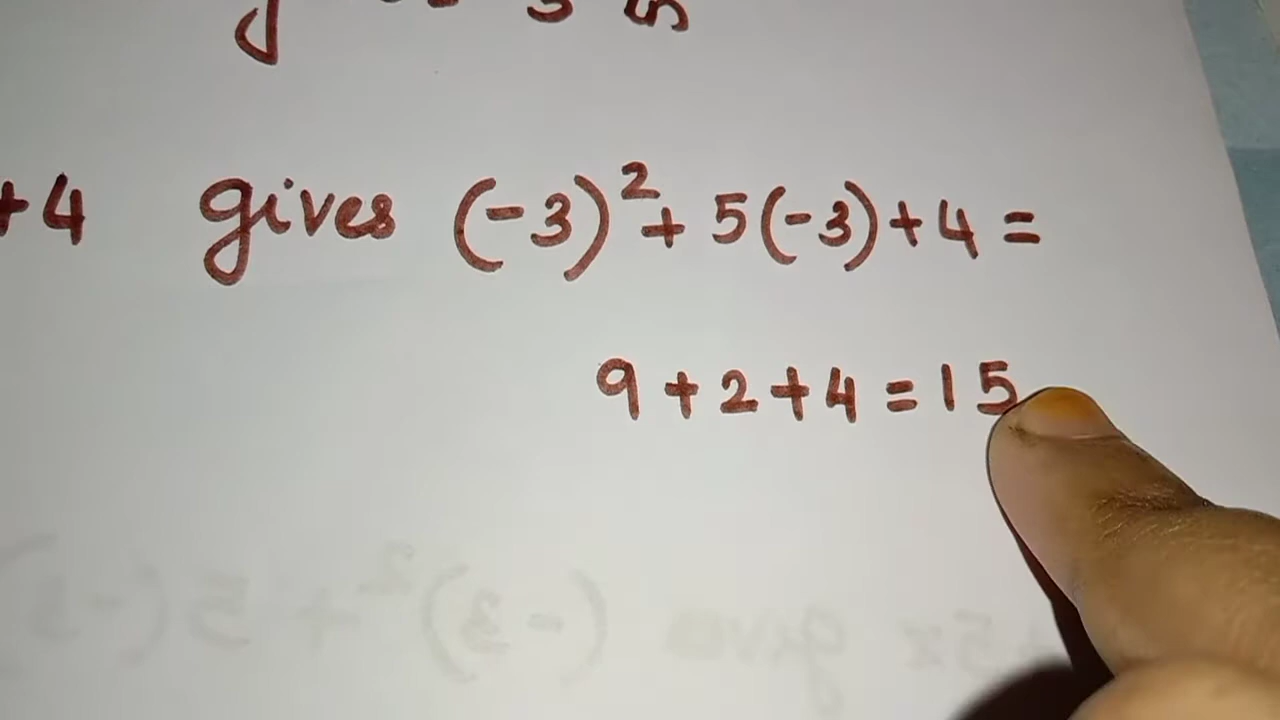 +4 gives (-3)²+ 5(-3)+4=
9+2+4=15